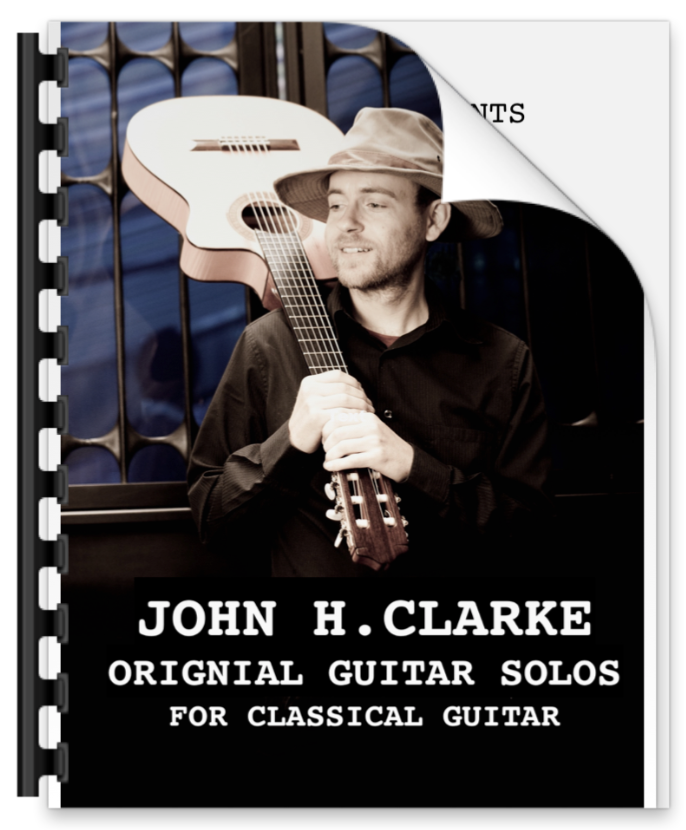 NTS
JOHN H.CLARKE
ORIGNIAL GUITAR SOLOS
FOR CLASSICAL GUITAR